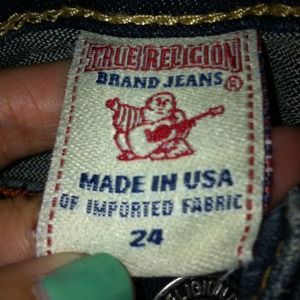 TRUE RELIGION
BRAND JEANS ®
MADE IN USA
OF IMPORTED FABRIC
24